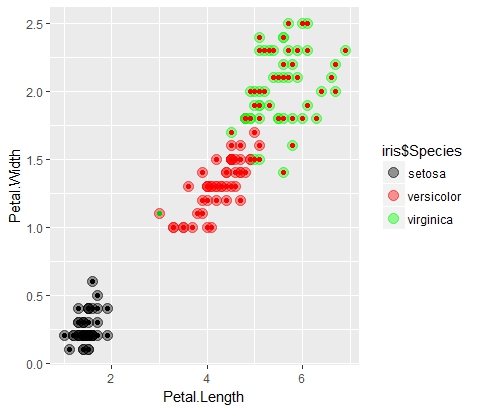 2.5
2.0
1.5
1.0
0.5
0.0
Petal.Width
2
4
6
Petal.Length
iris$Species
setosa
versicolor
virginica